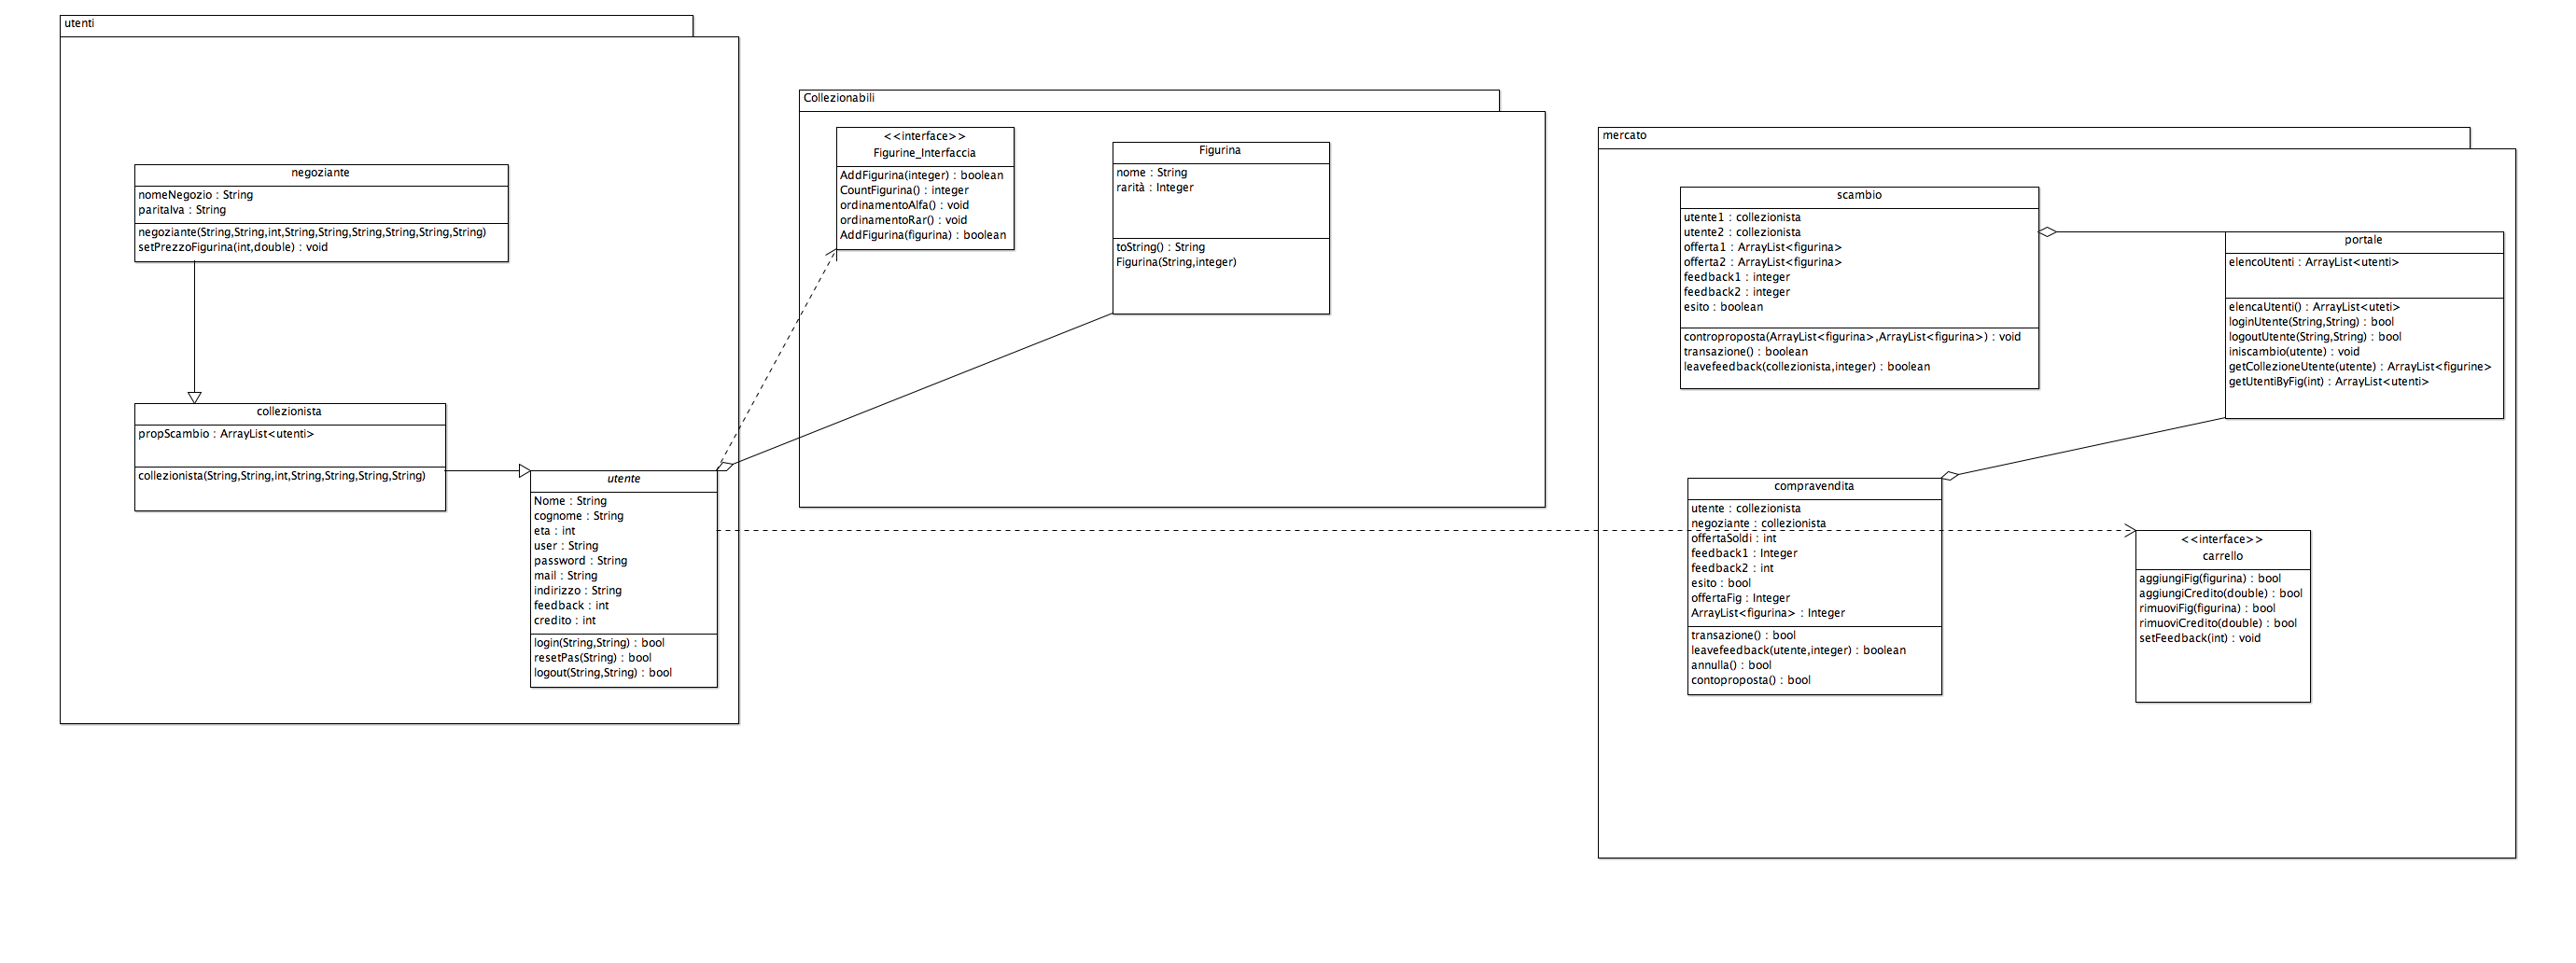 utenti
negoziante
nomeNegozio : String
paritaIva : String
negoziante(String,String,int,String,String,String,String,String,String)
setPrezzoFigurina(int,double) : void
collezionista
propScambio : ArrayList<utenti>
collezionista(String,String,int,String,String,String,String)
utente
Nome : String
cognome : String
eta : int
user : String
password : String
mail : String
indirizzo : String
feedback : int
credito : int
login(String,String) : bool
resetPas(String) : bool
logout(String,String) : bool
Collezionabili
<<interface>>
Figurine_Interfaccia
AddFigurina(integer) : boolean
CountFigurina() : integer
ordinamentoAlfa() : void
ordinamentoRar() : void
AddFigurina(figurina) : boolean
Figurina
nome : String
rarità : Integer
toString() : String
Figurina(String,integer)
mercato
scambio
utente1 : collezionista
utente2 : collezionista
offerta1 : ArrayList<figurina>
offerta2 : ArrayList<figurina>
feedback1 : integer
feedback2 : integer
esito : boolean
controproposta(ArrayList<figurina>,ArrayList<figurina>) : void
transazione() : boolean
leavefeedback(collezionista,integer) : boolean
portale
elencoUtenti : ArrayList<utenti>
elencaUtenti() : ArrayList<uteti>
loginUtente(String,String) : bool
logoutUtente(String,String) : bool
iniscambio(utente) : void
getCollezioneUtente(utente) : ArrayList<figurine>
getUtentiByFig(int) : ArrayList<utenti>
compravendita
utente : collezionista
negoziante : collezionista
offertaSoldi : int
feedback1 : Integer
feedback2 : int
esito : bool
offertaFig : Integer
ArrayList<figurina> : Integer
transazione() : bool
leavefeedback(utente,integer) : boolean
annulla() : bool
contoproposta() : bool
<<interface>>
carrello
aggiungiFig(figurina) : bool
aggiungiCredito(double) : bool
rimuoviFig(figurina) : bool
rimuoviCredito(double) : bool
setFeedback(int) : void